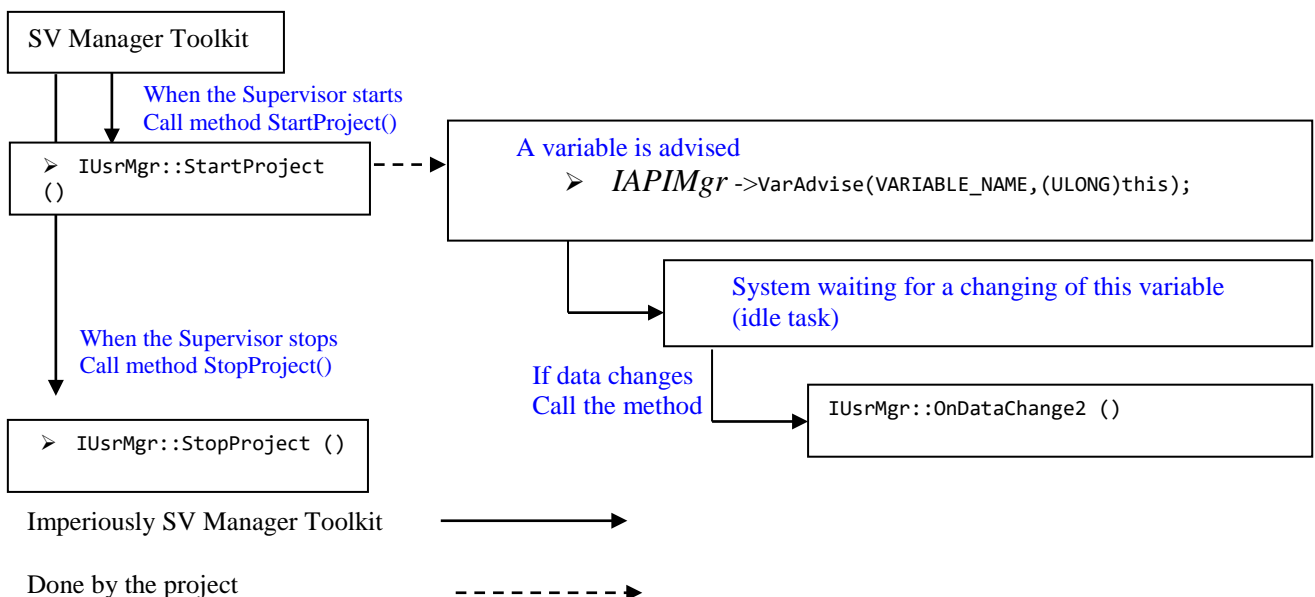 SV Manager Toolkit
When the Supervisor starts
Call method StartProject()
➢ IUsrMgr::StartProject
()
A variable is advised
➢ IAPIMgr ->VarAdvise(VARIABLE_NAME,(ULONG)this);
System waiting for a changing of this variable
(idle task)
When the Supervisor stops
Call method StopProject()
If data changes
Call the method
IUsrMgr::OnDataChange2 ()
➢ IUsrMgr::StopProject ()
Imperiously SV Manager Toolkit
Done by the project